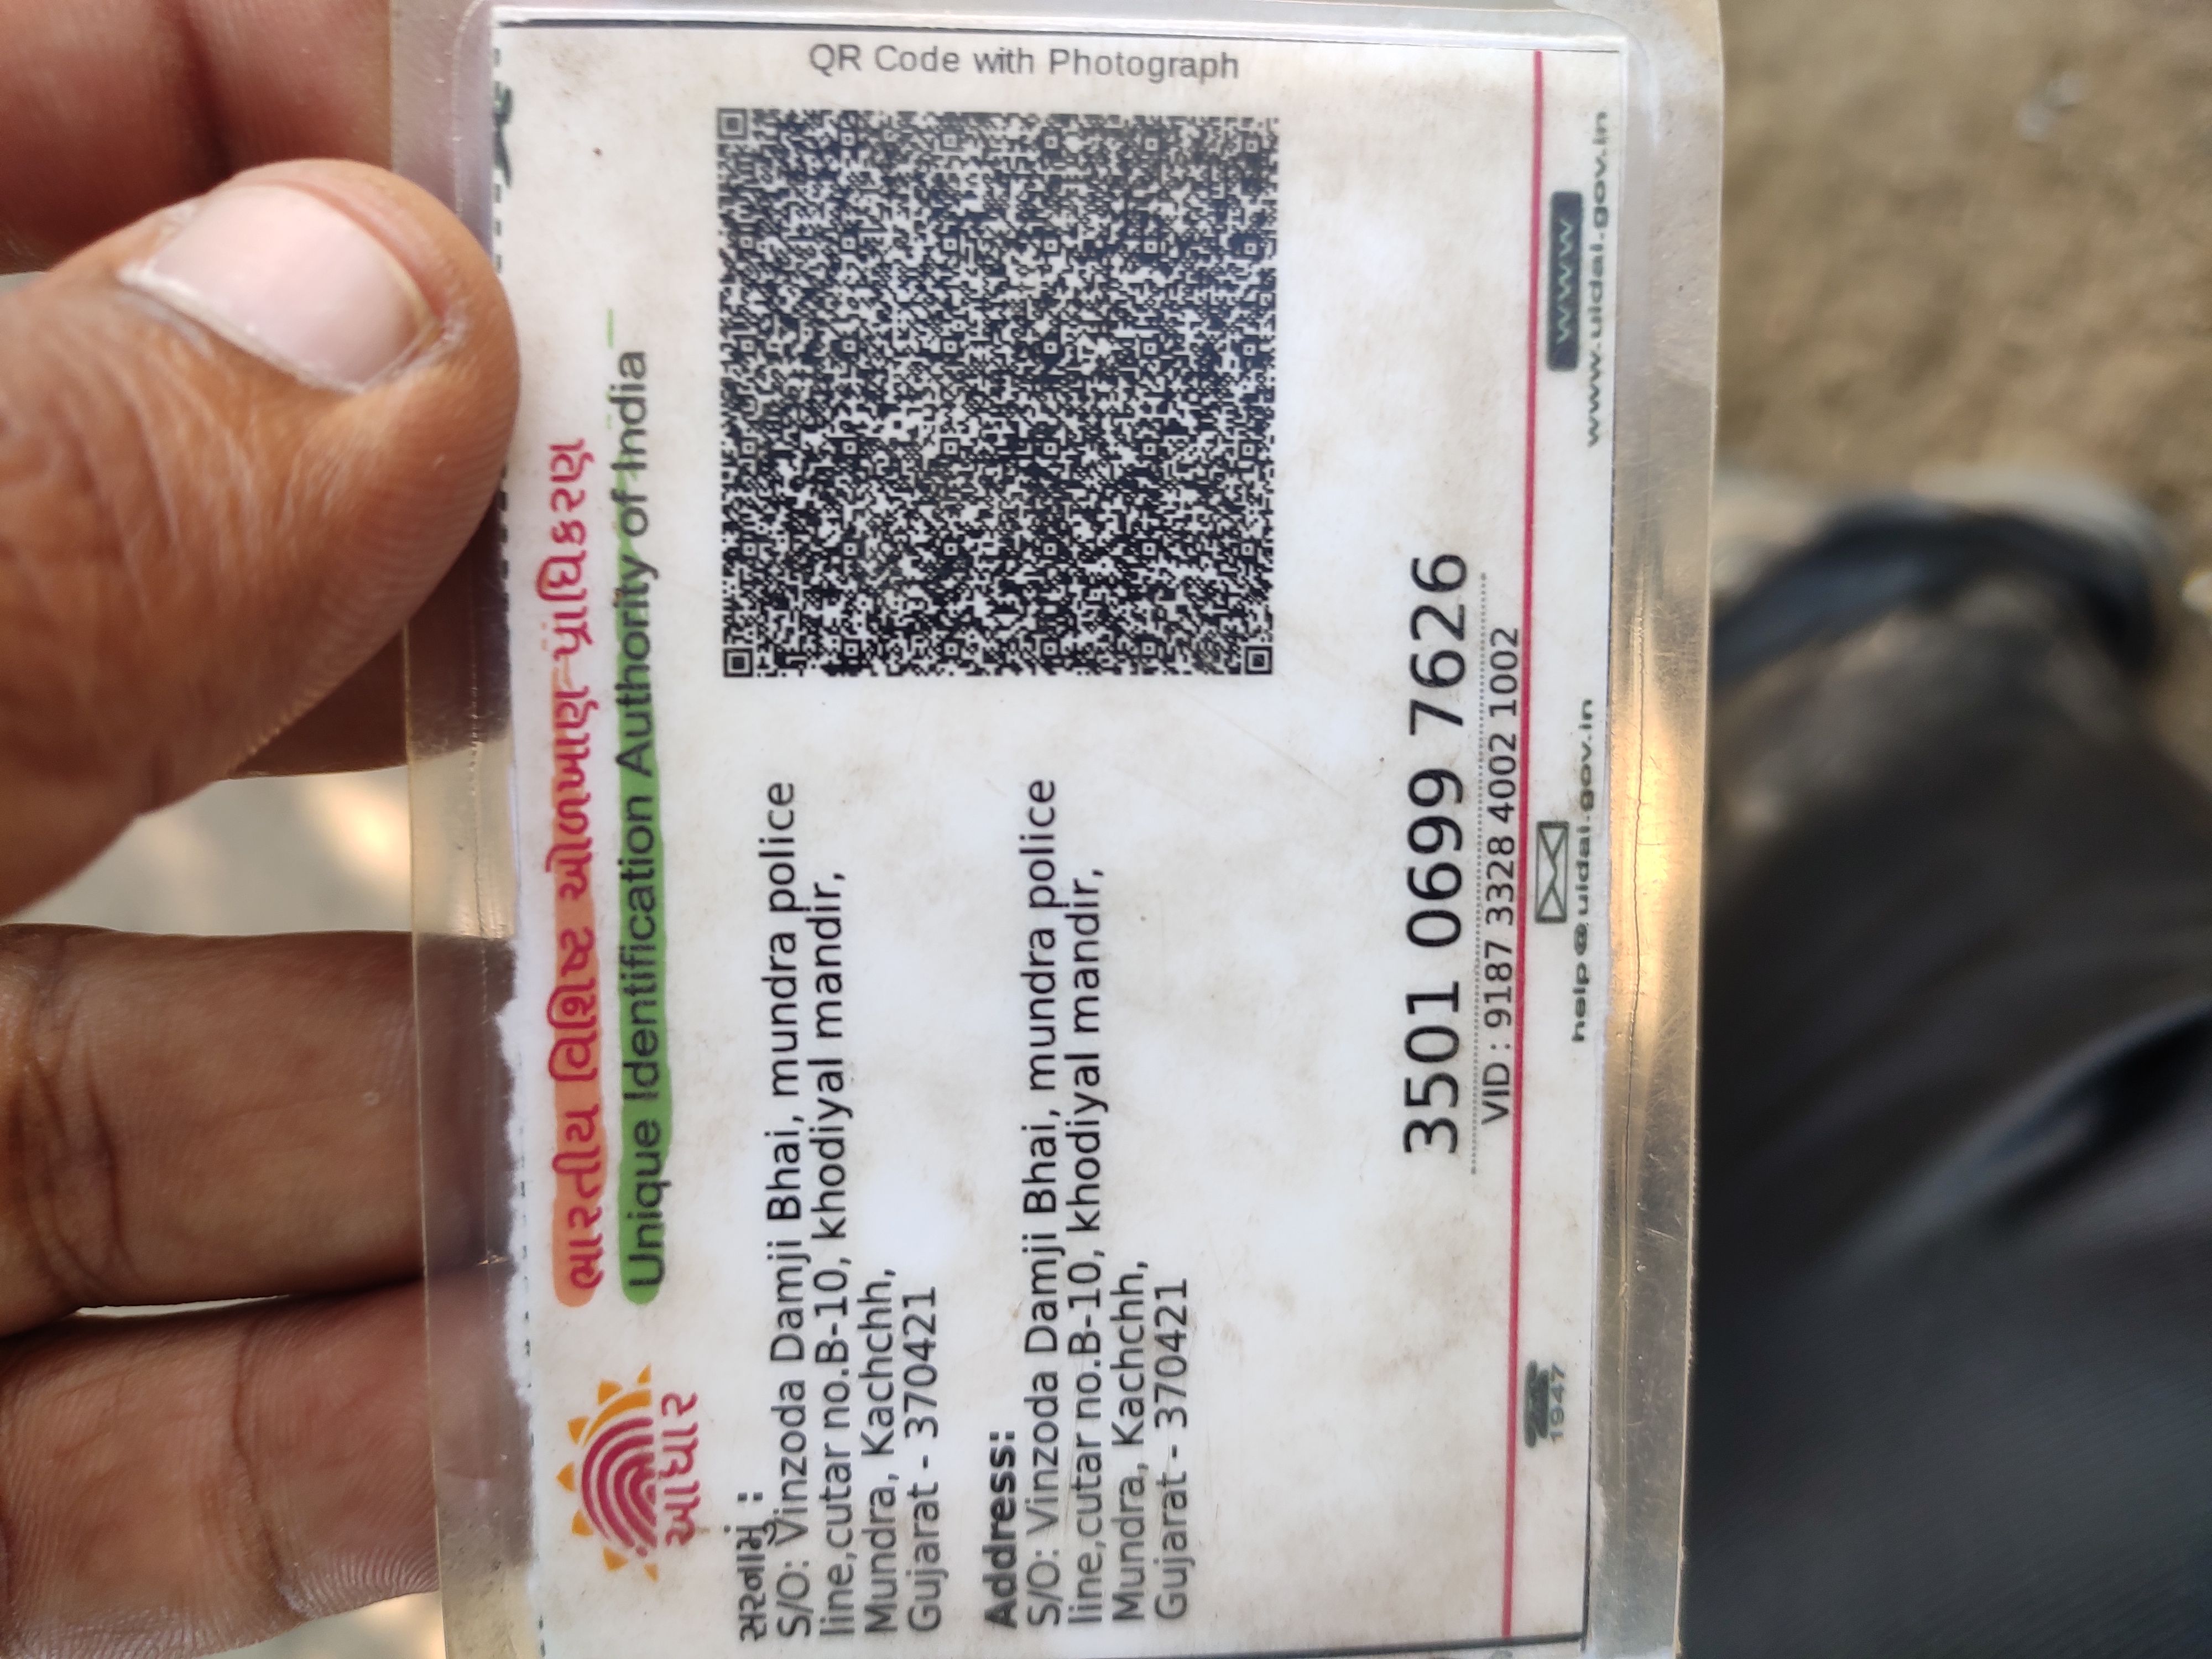 ભારતીય વિશિષ્ટ ઓળખાણ પ્રાધિકરણ
Unique Identification Authority of India
આધાર
સરનામું :
S/O: Vinzoda Damji Bhai, mundra police
line,cutar no.B-10, khodiyal mandir,
Mundra, Kachchh,
Gujarat - 370421
Address:
S/O: Vinzoda Damji Bhai, mundra police
line,cutar no.B-10, khodiyal mandir,
Mundra, Kachchh,
Gujarat - 370421
QR Code with Photograph
3501 0699 7626
VID : 9187 3328 4002 1002
1947
help@uidai.gov.in
www
www.uidai.gov.in